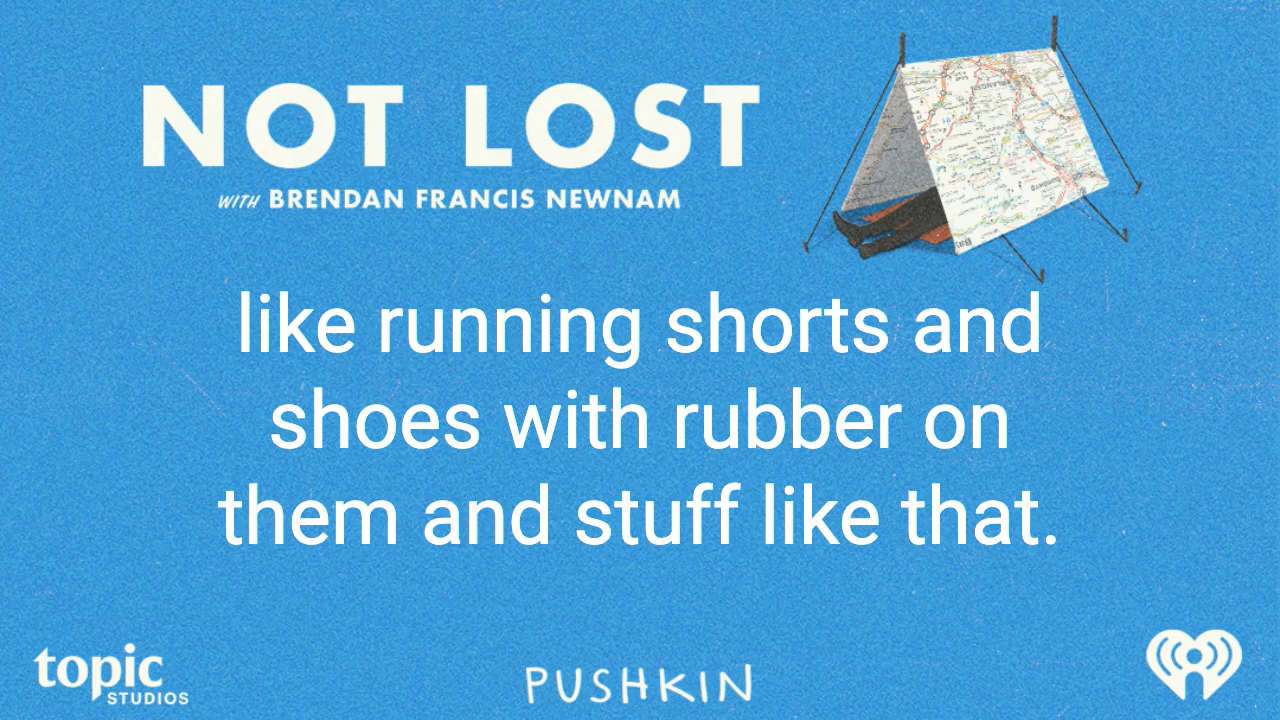 NOT LOST
WITH BRENDAN FRANCIS NEWNAM
like running shorts and
shoes with rubber on
them and stuff like that.
topic
STUDIOS
PUSHKIN